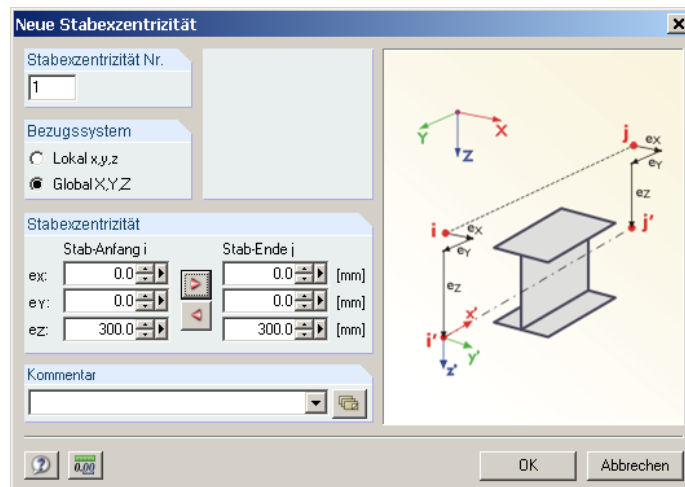 Neue Stabexzentrizität
Stabexzentrizität Nr.
1
Bezugssystem
Lokal x,y,z
Global X,Y,Z
Stabexzentrizität
Stab-Anfang i
Stab-Ende j
ex: 0.0 > 0.0 [mm]
eY: 0.0 0.0 [mm]
ez: 300.0 < 300.0 [mm]
Kommentar
0.00
OK
Abbrechen
Y
X
Z
j
eX
eY
eZ
j'
i
eX
eY
eZ
x'
i'
y'
z'